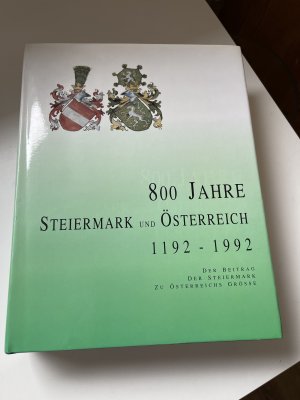 800 JAHRE
STEIERMARK UND ÖSTERREICH
1192 - 1992
DER BEITRAG
DER STEIERMARK
ZU ÖSTERREICHS GRÖSSE